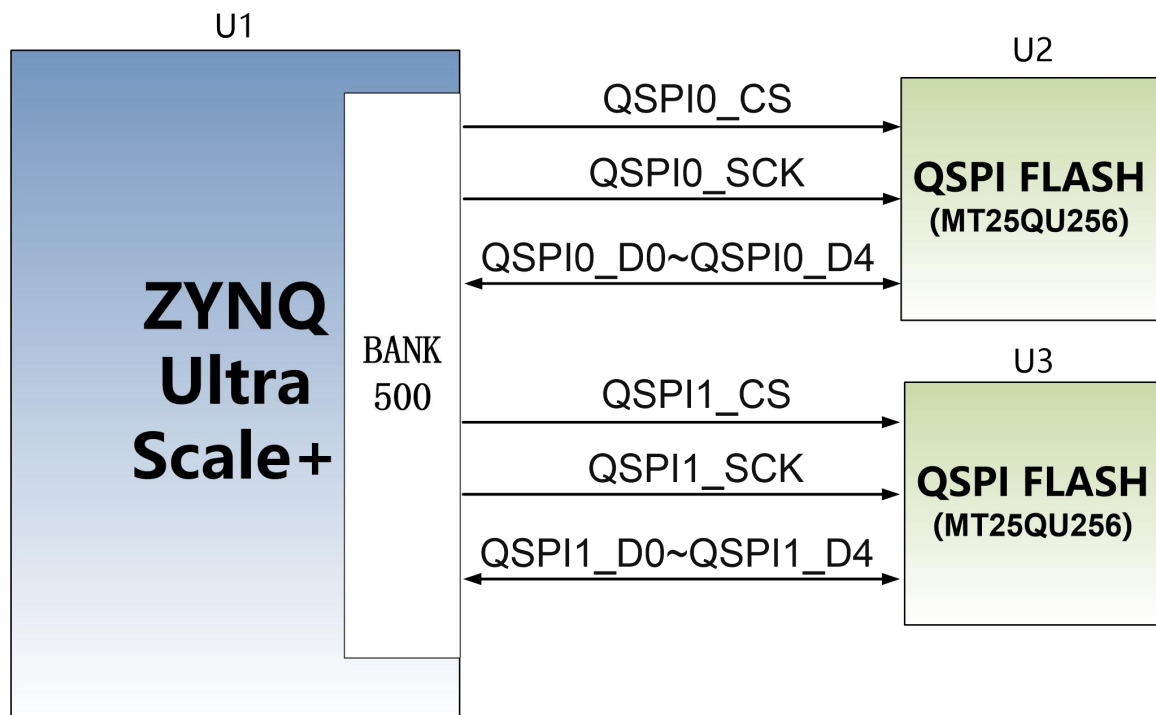 U1
ZYNQ
Ultra
Scale+
BANK
500
QSPI0_CS
QSPI0_SCK
QSPI0_D0~QSPI0_D4
U2
QSPI FLASH
(MT25QU256)
QSPI1_CS
QSPI1_SCK
QSPI1_D0~QSPI1_D4
U3
QSPI FLASH
(MT25QU256)